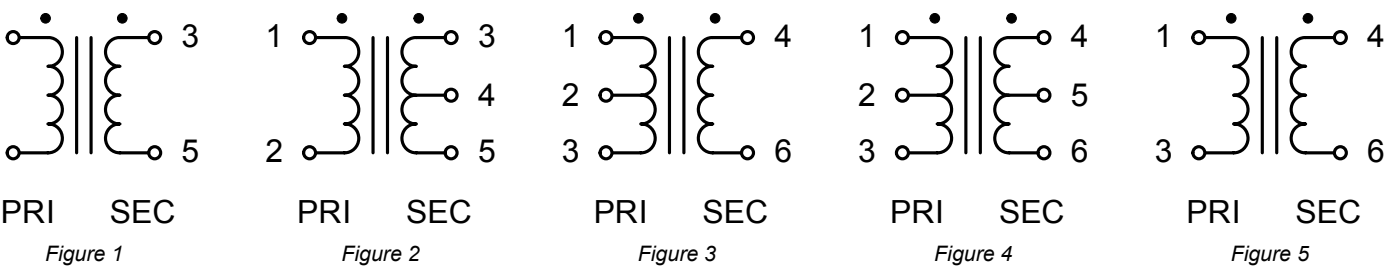 3 1 3 1 4 1 4 1 4
4 2 2 5
5 2 5 3 6 3 6 3 6
PRI SEC PRI SEC PRI SEC PRI SEC PRI SEC
Figure 1 Figure 2 Figure 3 Figure 4 Figure 5